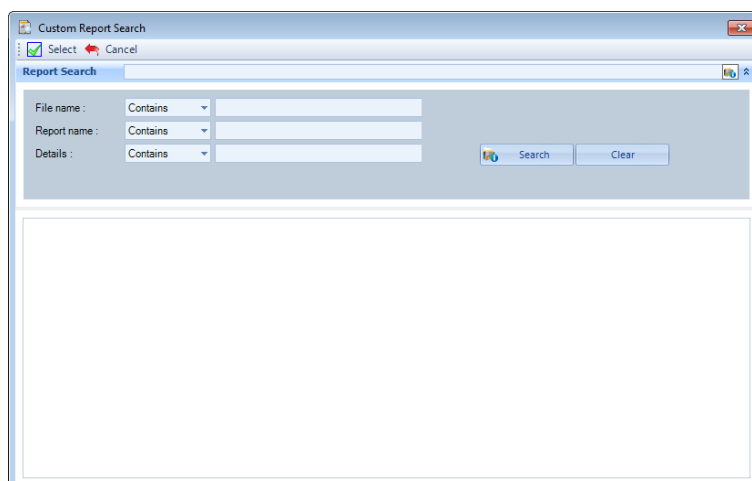 Custom Report Search
Select Cancel
Report Search
File name : Contains
Report name : Contains
Details : Contains Search Clear